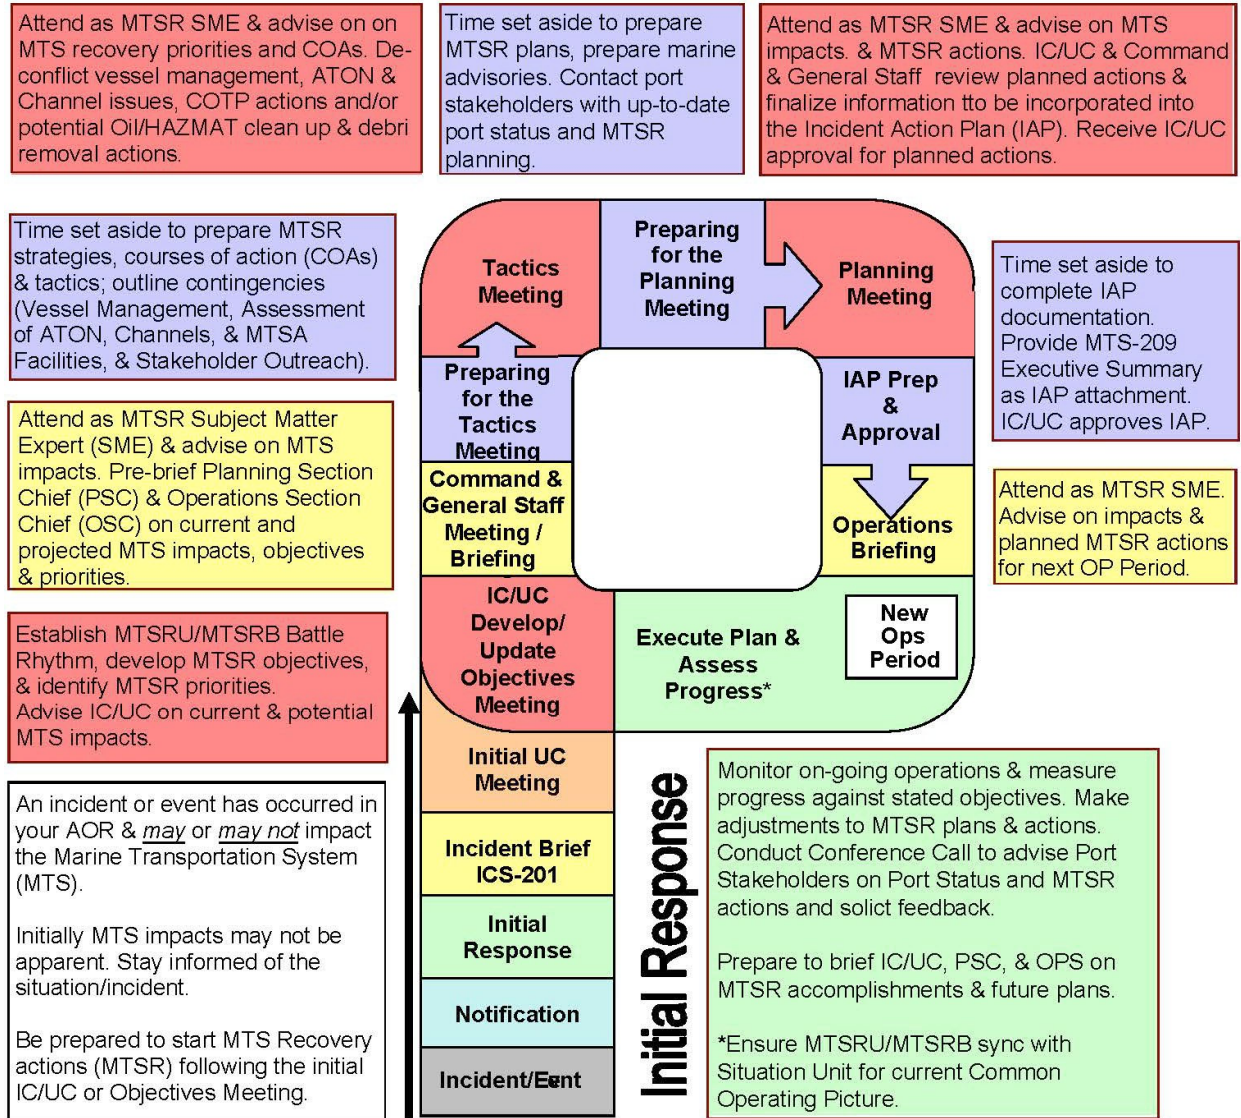 Attend as MTSR SME & advise on on
MTS recovery priorities and COAs. De-
conflict vessel management, ATON &
Channel issues, COTP actions and/or
potential Oil/HAZMAT clean up & debri
removal actions.
Time set aside to prepare
MTSR plans, prepare marine
advisories. Contact port
stakeholders with up-to-date
port status and MTSR
planning.
Attend as MTSR SME & advise on MTS
impacts. & MTSR actions. IC/UC & Command
& General Staff review planned actions &
finalize information tto be incorporated into
the Incident Action Plan (IAP). Receive IC/UC
approval for planned actions.
Time set aside to prepare MTSR
strategies, courses of action (COAs)
& tactics; outline contingencies
(Vessel Management, Assessment
of ATON, Channels, & MTSA
Facilities, & Stakeholder Outreach).
Attend as MTSR Subject Matter
Expert (SME) & advise on MTS
impacts. Pre-brief Planning Section
Chief (PSC) & Operations Section
Chief (OSC) on current and
projected MTS impacts, objectives
& priorities.
Establish MTSRU/MTSRB Battle
Rhythm, develop MTSR objectives,
& identify MTSR priorities.
Advise IC/UC on current & potential
MTS impacts.
An incident or event has occurred in
your AOR & may or may not impact
the Marine Transportation System
(MTS).
Initially MTS impacts may not be
apparent. Stay informed of the
situation/incident.
Be prepared to start MTS Recovery
actions (MTSR) following the initial
IC/UC or Objectives Meeting.
Tactics
Meeting
Preparing
for the
Planning
Meeting
Planning
Meeting
Preparing
for the
Tactics
Meeting
IAP Prep
&
Approval
Command &
General Staff
Meeting /
Briefing
Operations
Briefing
IC/UC
Develop/
Update
Objectives
Meeting
Execute Plan &
Assess
Progress*
New
Ops
Period
Initial UC
Meeting
Incident Brief
ICS-201
Initial
Response
Notification
Incident/Event
Initial Response
Time set aside to
complete IAP
documentation.
Provide MTS-209
Executive Summary
as IAP attachment.
IC/UC approves IAP.
Attend as MTSR SME.
Advise on impacts &
planned MTSR actions
for next OP Period.
Monitor on-going operations & measure
progress against stated objectives. Make
adjustments to MTSR plans & actions.
Conduct Conference Call to advise Port
Stakeholders on Port Status and MTSR
actions and solict feedback.
Prepare to brief IC/UC, PSC, & OPS on
MTSR accomplishments & future plans.
*Ensure MTSRU/MTSRB sync with
Situation Unit for current Common
Operating Picture.